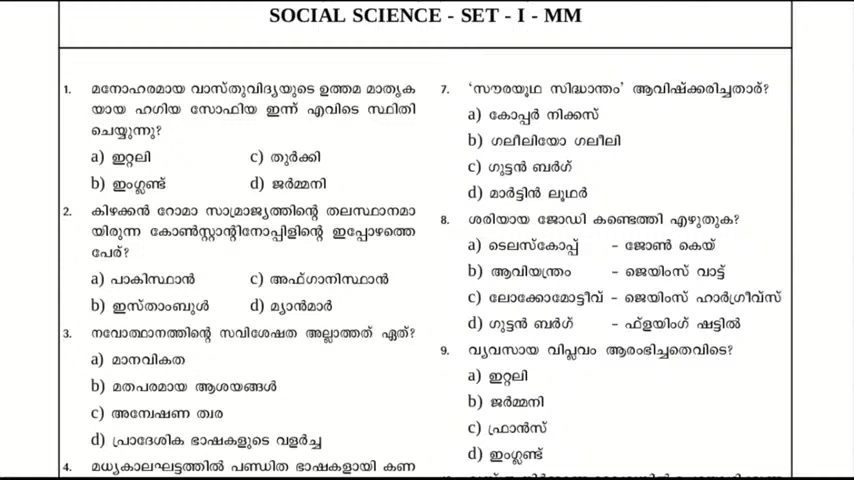 SOCIAL SCIENCE - SET - I - MM
1. മനോഹരമായ വാസ്തുവിദ്യയുടെ ഉത്തമ മാതൃക
യായ ഹഗിയ സോഫിയ ഇന്ന് എവിടെ സ്ഥിതി
ചെയ്യുന്നു?
a) ഇറ്റലി c) തുർക്കി
b) ഇംഗ്ലണ്ട് d) ജർമ്മനി
2. കിഴക്കൻ റോമാ സാമ്രാജ്യത്തിന്റെ തലസ്ഥാനമാ
യിരുന്ന കോൺസ്റ്റാന്റിനോപ്പിളിന്റെ ഇപ്പോഴത്തെ
പേര്?
a) പാകിസ്ഥാൻ c) അഫ്ഗാനിസ്ഥാൻ
b) ഇസ്താംബുൾ d) മ്യാൻമാർ
3. നവോത്ഥാനത്തിന്റെ സവിശേഷത അല്ലാത്തത് ഏത്?
a) മാനവികത
b) മതപരമായ ആശയങ്ങൾ
c) അന്വേഷണ ത്വര
d) പ്രാദേശിക ഭാഷകളുടെ വളർച്ച
4. മധ്യകാലഘട്ടത്തിൽ പണ്ഡിത ഭാഷകളായി കണ
7. 'സൗരയൂഥ സിദ്ധാന്തം' ആവിഷ്ക്കരിച്ചതാര്?
a) കോപ്പർ നിക്കസ്
b) ഗലീലിയോ ഗലീലി
c) ഗുട്ടൻ ബർഗ്
d) മാർട്ടിൻ ലൂഥർ
8. ശരിയായ ജോഡി കണ്ടെത്തി എഴുതുക?
a) ടെലസ്കോപ്പ് - ജോൺ കെയ്
b) ആവിയന്ത്രം - ജെയിംസ് വാട്ട്
c) ലോക്കോമോട്ടീവ് - ജെയിംസ് ഹാർഗ്രീവ്സ്
d) ഗുട്ടൻ ബർഗ് - ഫ്ളയിംഗ് ഷട്ടിൽ
9. വ്യവസായ വിപ്ലവം ആരംഭിച്ചതെവിടെ?
a) ഇറ്റലി
b) ജർമ്മനി
c) ഫ്രാൻസ്
d) ഇംഗ്ലണ്ട്